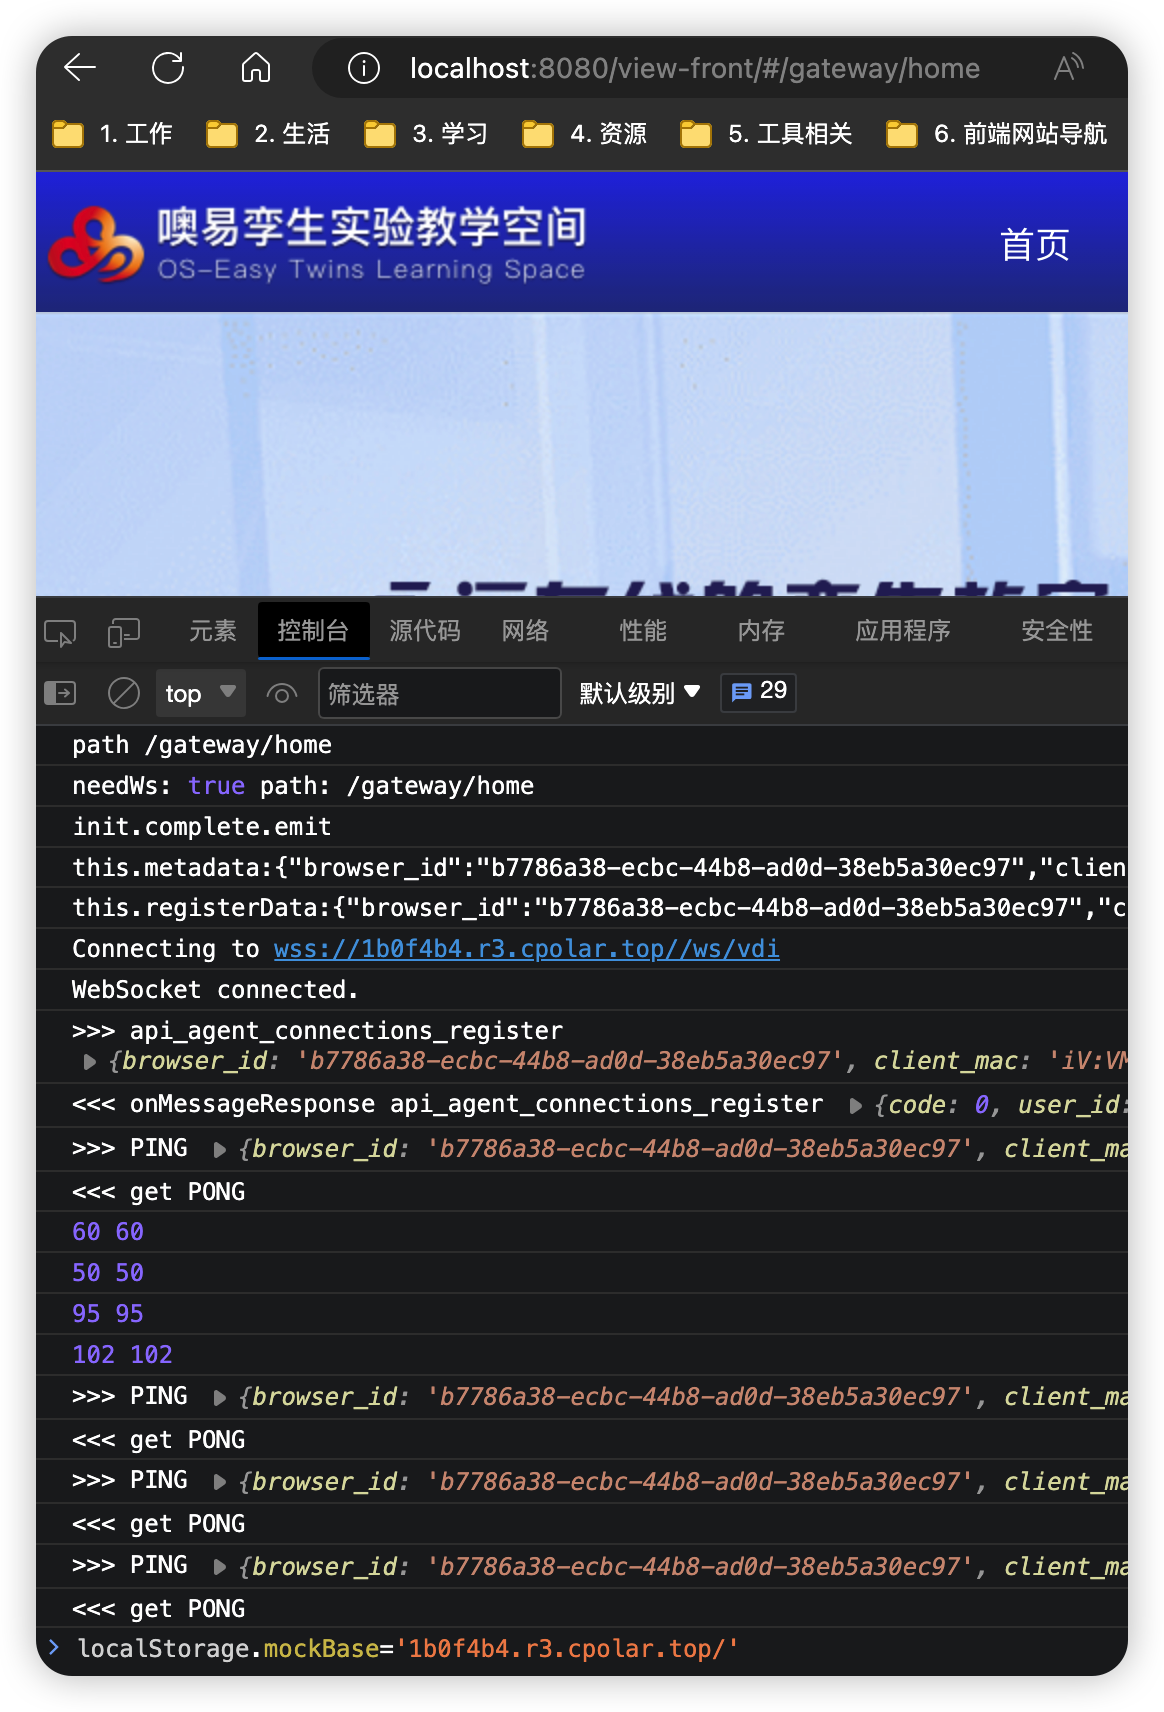 localhost:8080/view-front/#/gateway/home
1. 工作 2. 生活 3. 学习 4. 资源 5. 工具相关 6. 前端网站导航
噢易孪生实验教学空间
OS-Easy Twins Learning Space
首页
元素 控制台 源代码 网络 性能 内存 应用程序 安全性
top 筛选器 默认级别 29
path /gateway/home
needWs: true path: /gateway/home
init.complete.emit
this.metadata:{"browser_id":"b7786a38-ecbc-44b8-ad0d-38eb5a30ec97","clien
this.registerData:{"browser_id":"b7786a38-ecbc-44b8-ad0d-38eb5a30ec97","c
Connecting to wss://1b0f4b4.r3.cpolar.top//ws/vdi
WebSocket connected.
>>> api_agent_connections_register
{browser_id: 'b7786a38-ecbc-44b8-ad0d-38eb5a30ec97', client_mac: 'iV:VM
<<< onMessageResponse api_agent_connections_register {code: 0, user_id:
>>> PING {browser_id: 'b7786a38-ecbc-44b8-ad0d-38eb5a30ec97', client_ma
<<< get PONG
60 60
50 50
95 95
102 102
>>> PING {browser_id: 'b7786a38-ecbc-44b8-ad0d-38eb5a30ec97', client_ma
<<< get PONG
>>> PING {browser_id: 'b7786a38-ecbc-44b8-ad0d-38eb5a30ec97', client_ma
<<< get PONG
>>> PING {browser_id: 'b7786a38-ecbc-44b8-ad0d-38eb5a30ec97', client_ma
<<< get PONG
> localStorage.mockBase='1b0f4b4.r3.cpolar.top/'